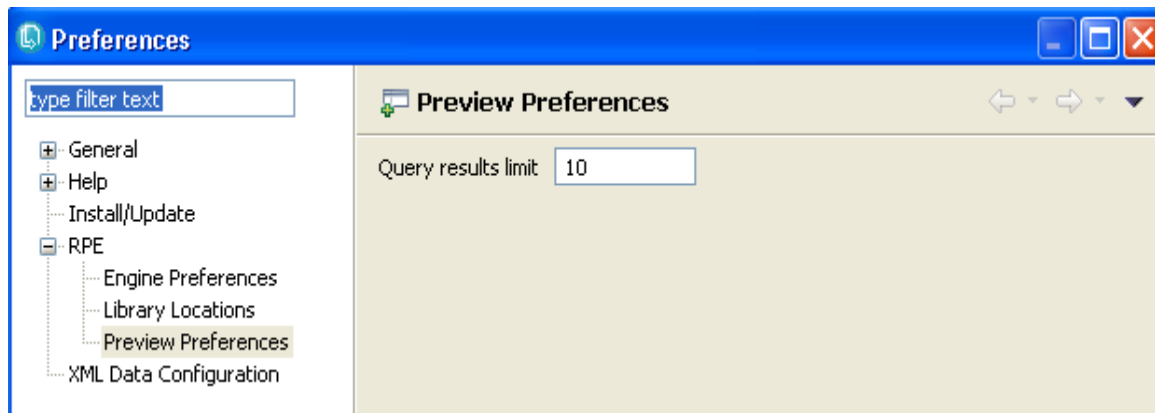 Preferences
type filter text
General
Help
Install/Update
RPE
Engine Preferences
Library Locations
Preview Preferences
XML Data Configuration
Preview Preferences
Query results limit 10